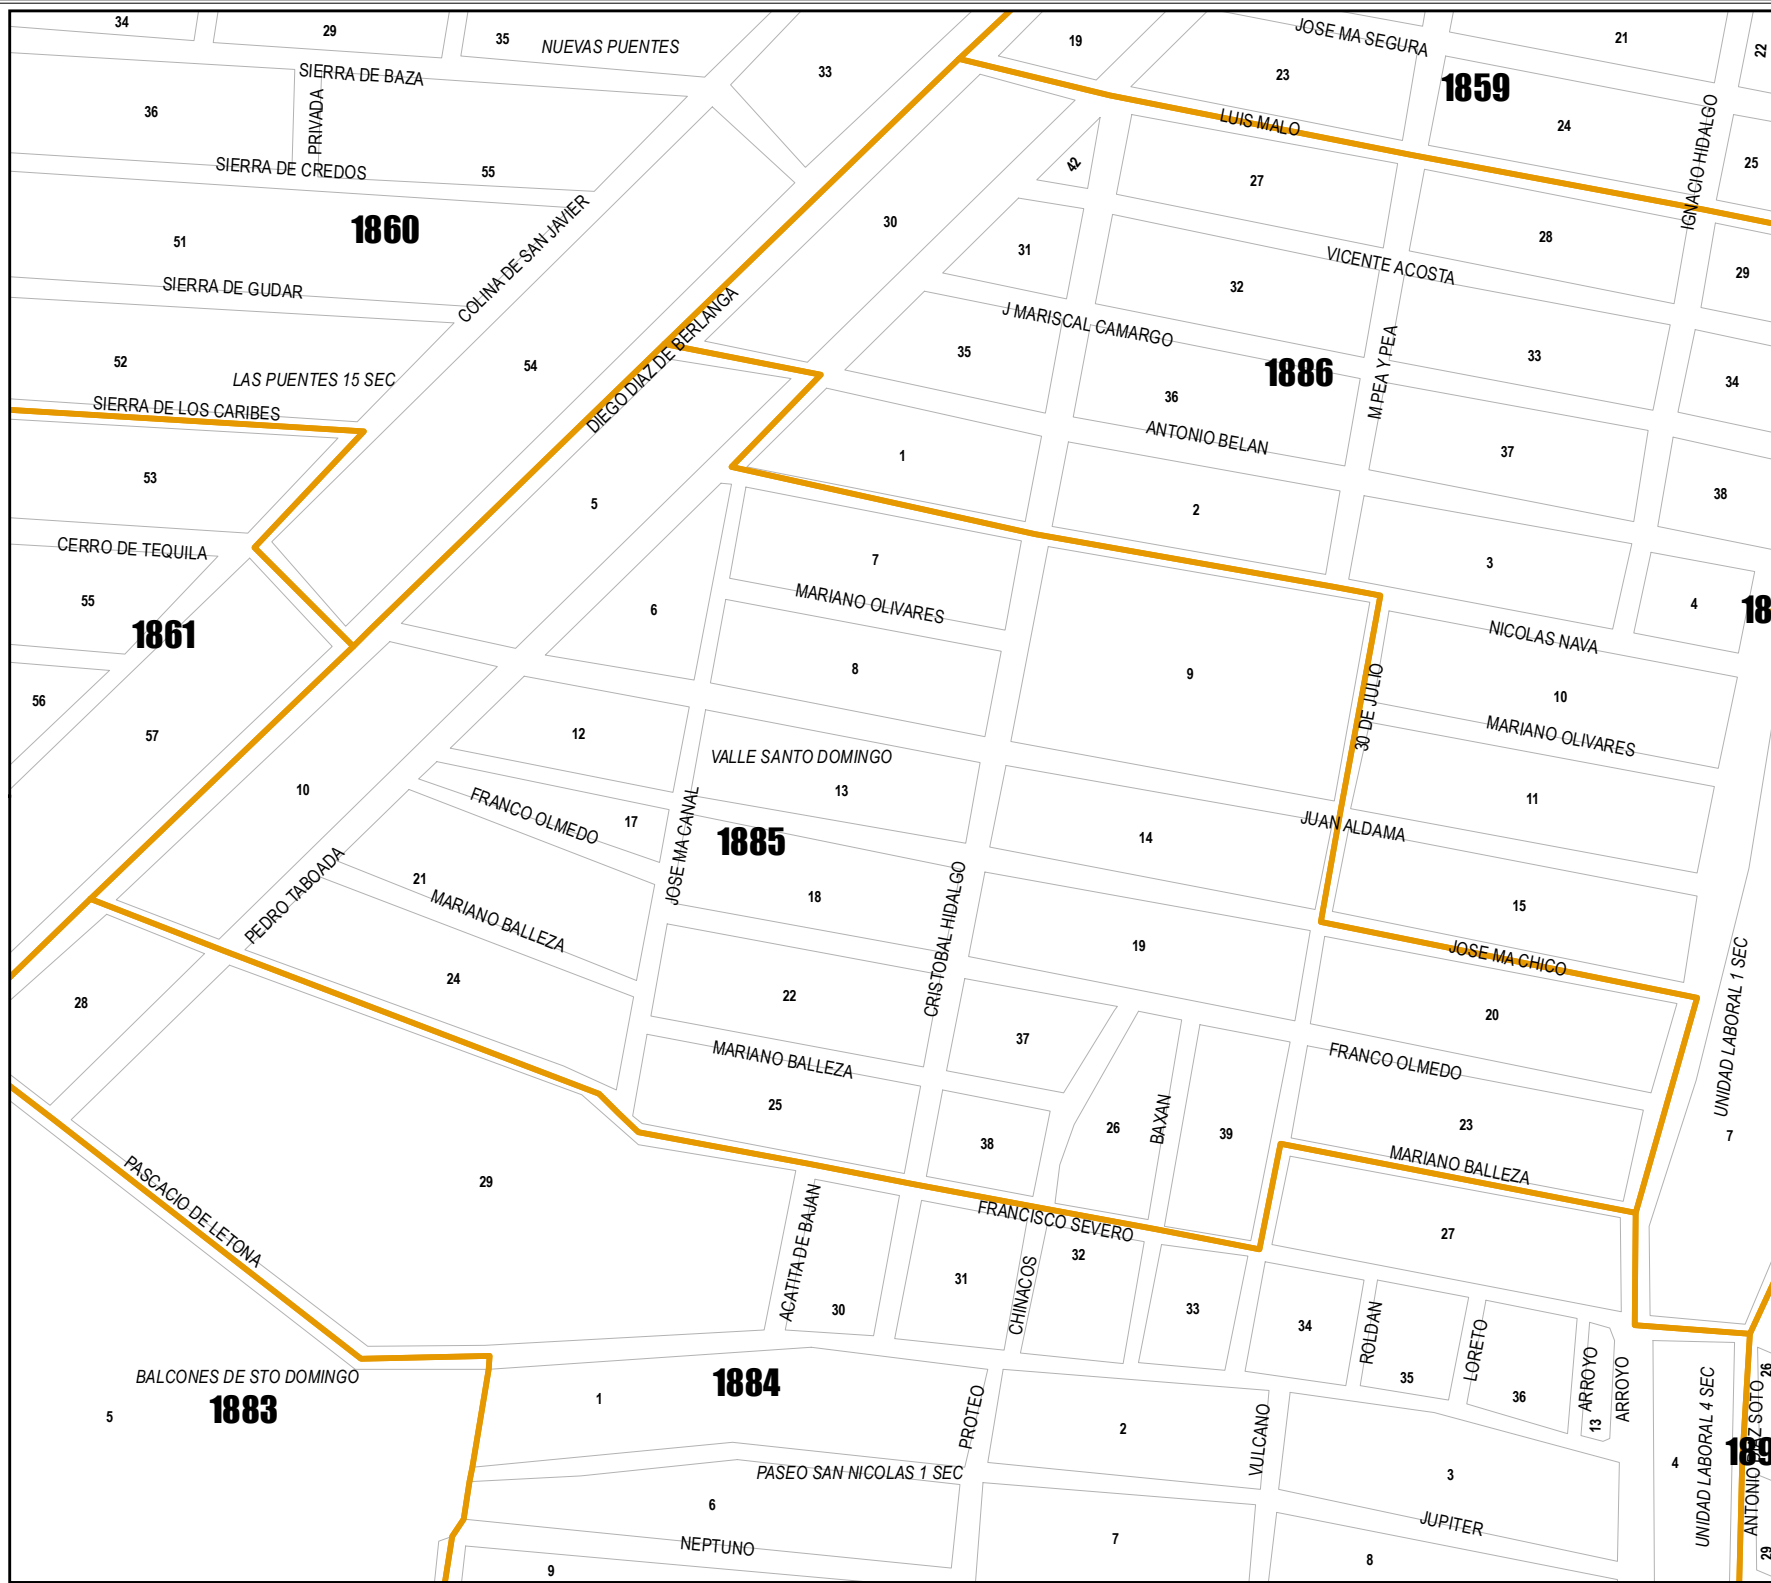 34
29
35
NUEVAS PUENTES
33
19
JOSE MA SEGURA
21
22
SIERRA DE BAZA
23
1859
36
PRIVADA
LUIS MALO
24
IGNACIO HIDALGO
25
SIERRA DE CREDOS
55
42
27
51
1860
COLINA DE SAN JAVIER
30
31
VICENTE ACOSTA
28
29
SIERRA DE GUDAR
32
J MARISCAL CAMARGO
52
LAS PUENTES 15 SEC
54
DIEGO DIAZ DE BERLANGA
35
1886
M PEA Y PEA
33
34
SIERRA DE LOS CARIBES
36
ANTONIO BELAN
53
1
37
38
5
2
CERRO DE TEQUILA
7
3
55
6
MARIANO OLIVARES
4
18
1861
NICOLAS NAVA
8
9
56
30 DE JULIO
10
57
12
VALLE SANTO DOMINGO
MARIANO OLIVARES
10
13
11
FRANCO OLMEDO
17
JOSE MA CANAL
1885
14
JUAN ALDAMA
21
PEDRO TABOADA
MARIANO BALLEZA
18
CRISTOBAL HIDALGO
15
19
JOSE MA CHICO
24
22
28
20
UNIDAD LABORAL 1 SEC
37
MARIANO BALLEZA
FRANCO OLMEDO
25
26
BAXAN
39
23
7
38
MARIANO BALLEZA
29
PASCACIO DE LETONA
ACATITA DE BAJAN
FRANCISCO SEVERO
27
32
31
CHINACOS
30
33
34
ROLDAN
LORETO
BALCONES DE STO DOMINGO
1884
35
36
ARROYO
ARROYO
13
26
1883
5
1
PROTEO
2
VULCANO
UNIDAD LABORAL 4 SEC
4
189
PASEO SAN NICOLAS 1 SEC
3
6
JUPITER
NEPTUNO
7
8
9
29